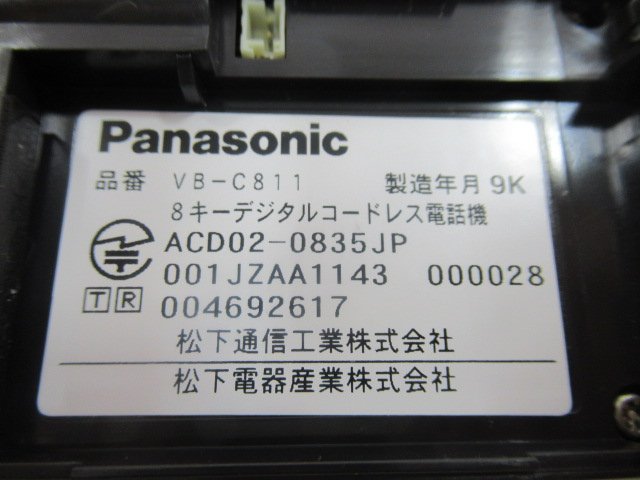 Panasonic
品番 VB-C811 製造年月 9K
8キーデジタルコードレス電話機
ACD02-0835JP
001JZAA1143 000028
T R 004692617
松下通信工業株式会社
松下電器産業株式会社